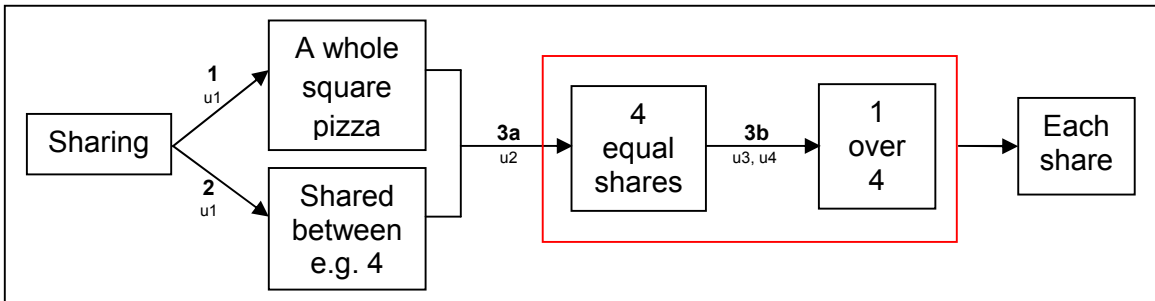 Sharing
1
u1
2
u1
A whole
square
pizza
Shared
between
e.g. 4
3a
u2
4
equal
shares
3b
u3, u4
1
over
4
Each
share